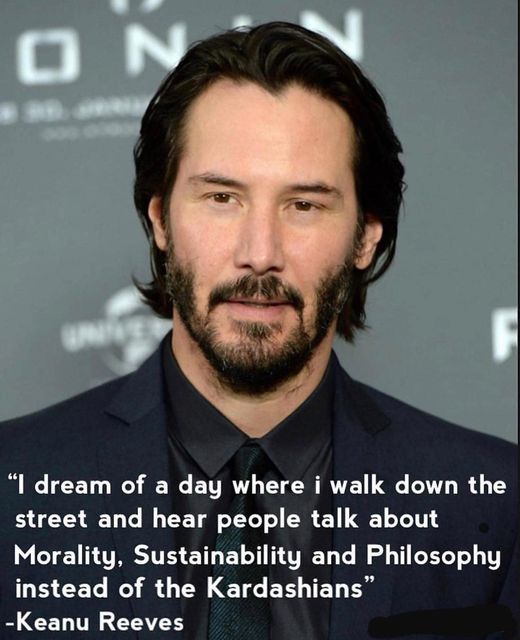 ONIN
“I dream of a day where i walk down the
street and hear people talk about
Morality, Sustainability and Philosophy
instead of the Kardashians”
-Keanu Reeves